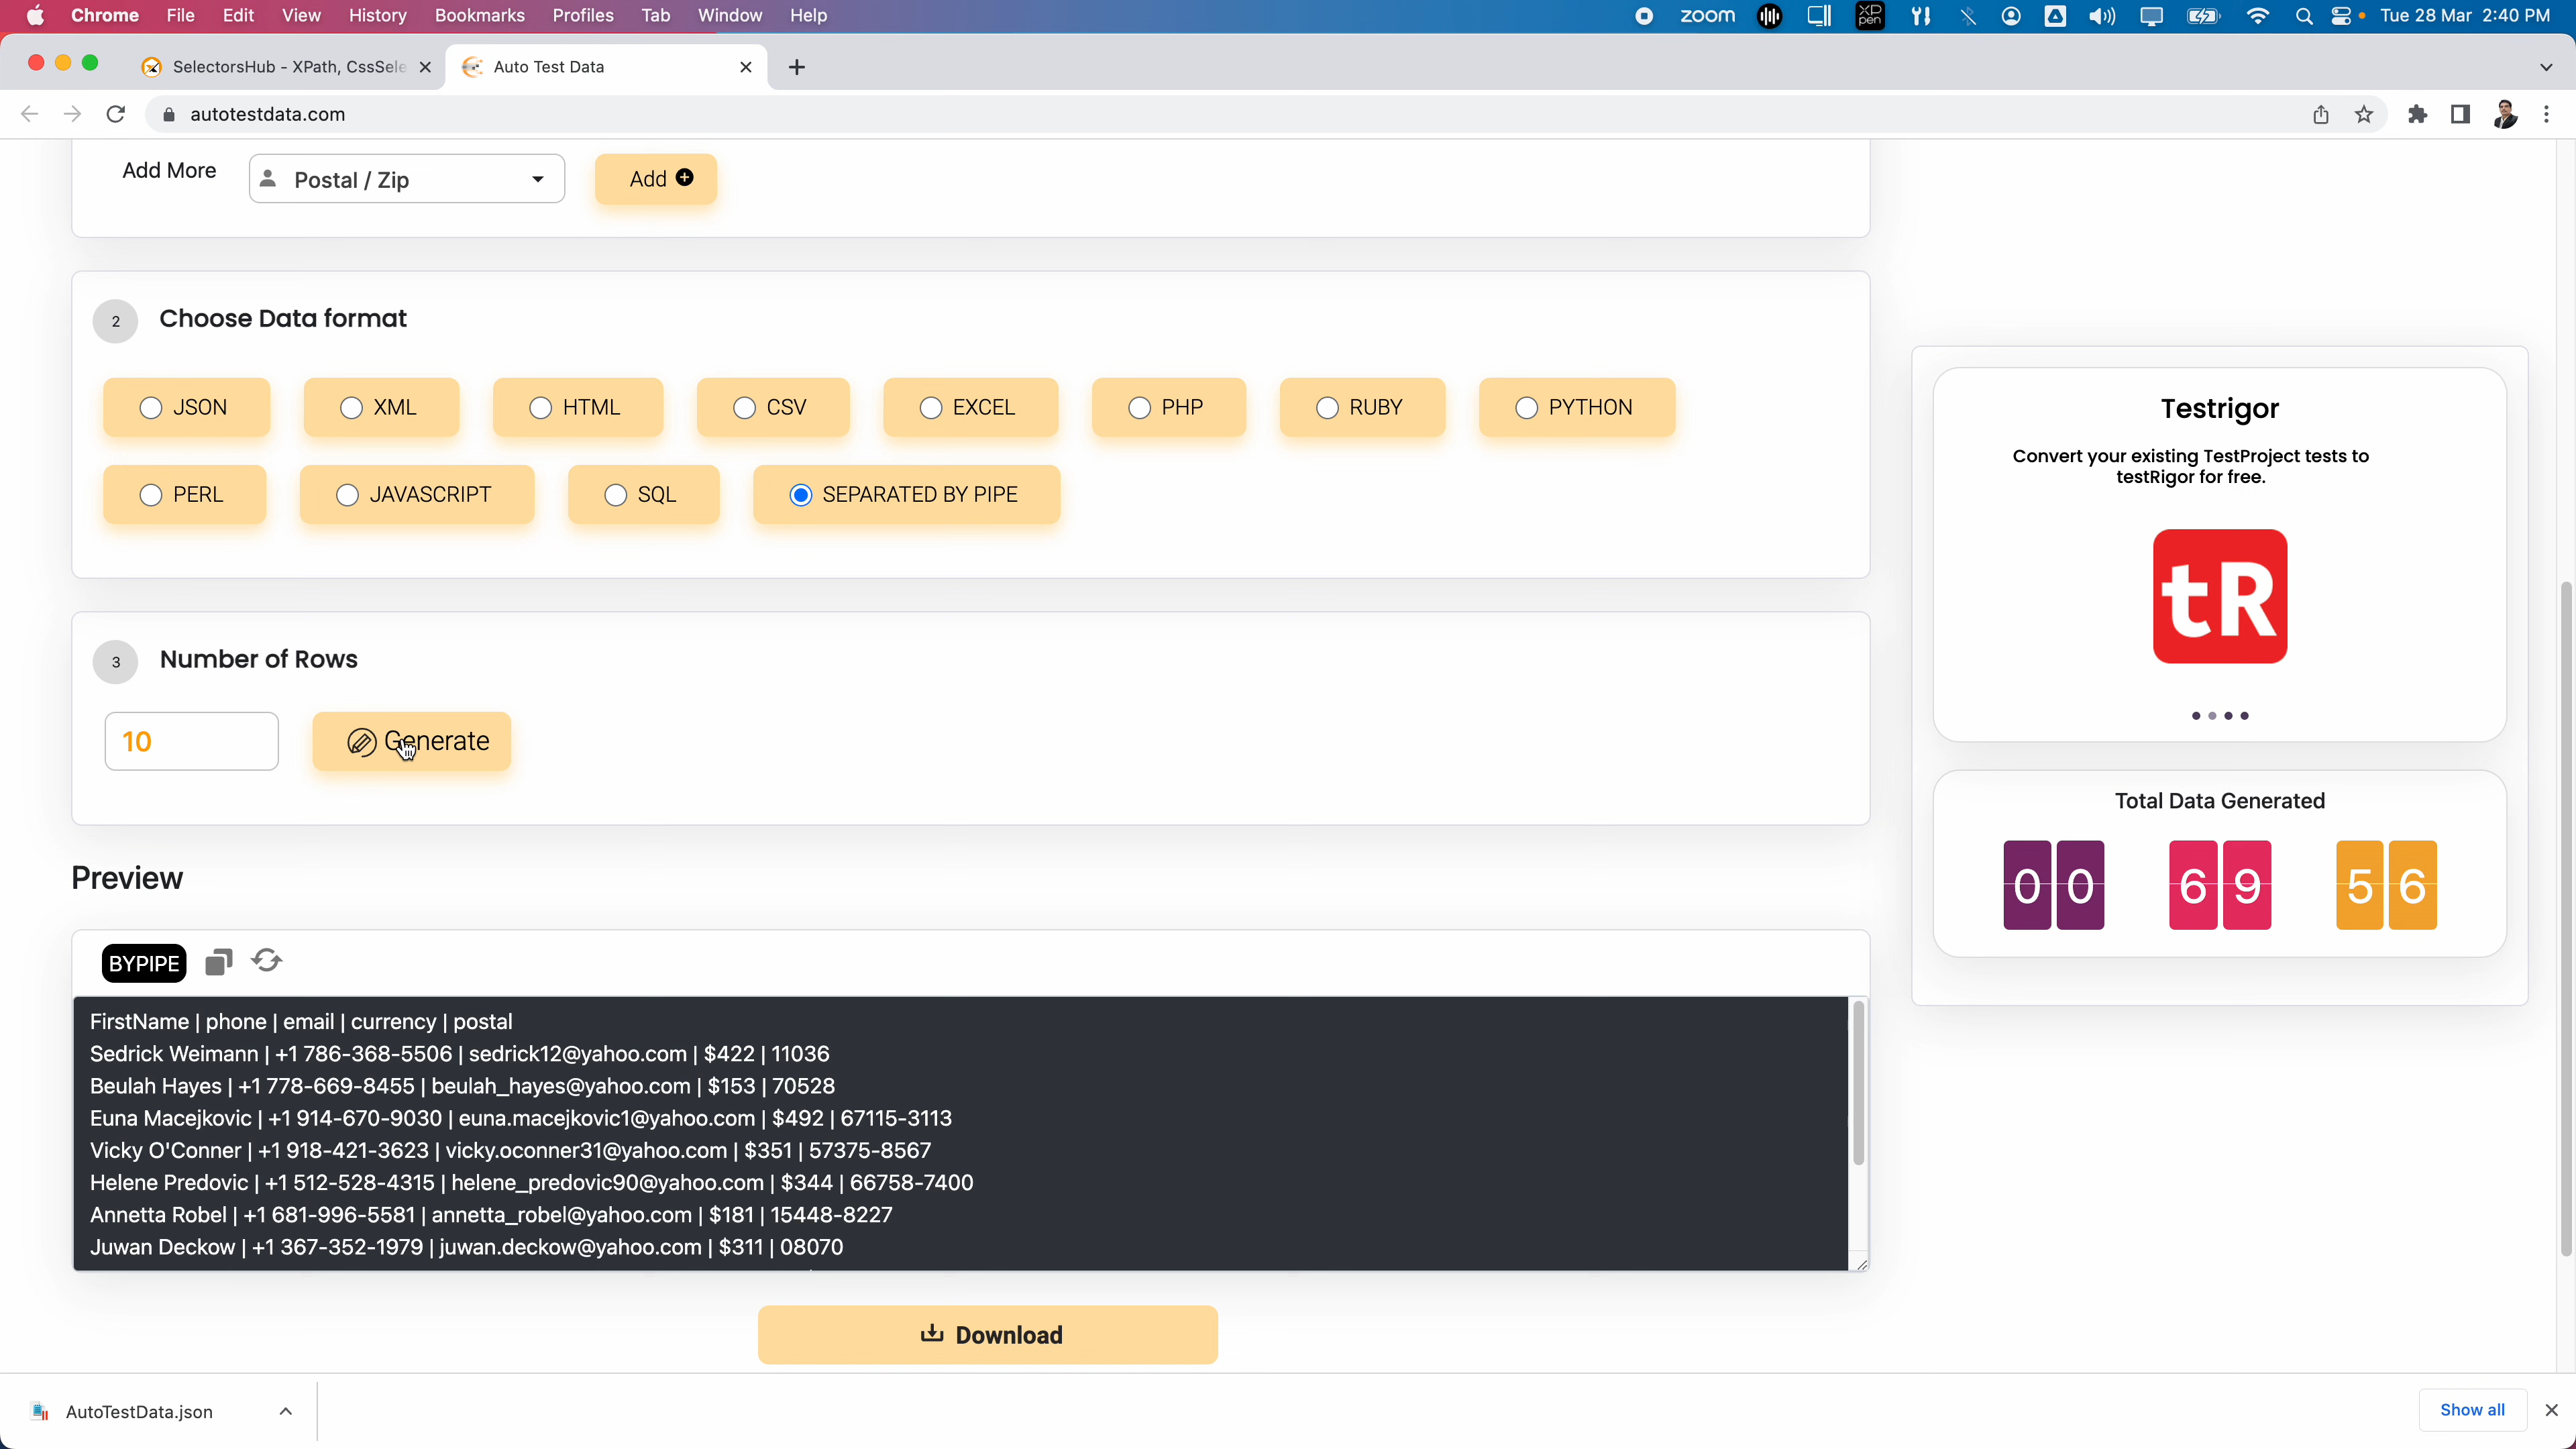 Chrome File Edit View History Bookmarks Profiles Tab Window Help
zoom XP pen Tue 28 Mar 2:40 PM
SelectorsHub - XPath, CssSele
Auto Test Data
autotestdata.com
Add More
Postal / Zip
Add
2
Choose Data format
JSON
XML
HTML
CSV
EXCEL
PHP
RUBY
PYTHON
PERL
JAVASCRIPT
SQL
SEPARATED BY PIPE
3
Number of Rows
10
Generate
Testrigor
Convert your existing TestProject tests to
testRigor for free.
tR
Total Data Generated
00 69 56
Preview
BYPIPE
FirstName | phone | email | currency | postal
Sedrick Weimann | +1 786-368-5506 | sedrick12@yahoo.com | $422 | 11036
Beulah Hayes | +1 778-669-8455 | beulah_hayes@yahoo.com | $153 | 70528
Euna Macejkovic | +1 914-670-9030 | euna.macejkovic1@yahoo.com | $492 | 67115-3113
Vicky O'Conner | +1 918-421-3623 | vicky.oconner31@yahoo.com | $351 | 57375-8567
Helene Predovic | +1 512-528-4315 | helene_predovic90@yahoo.com | $344 | 66758-7400
Annetta Robel | +1 681-996-5581 | annetta_robel@yahoo.com | $181 | 15448-8227
Juwan Deckow | +1 367-352-1979 | juwan.deckow@yahoo.com | $311 | 08070
Download
AutoTestData.json
Show all